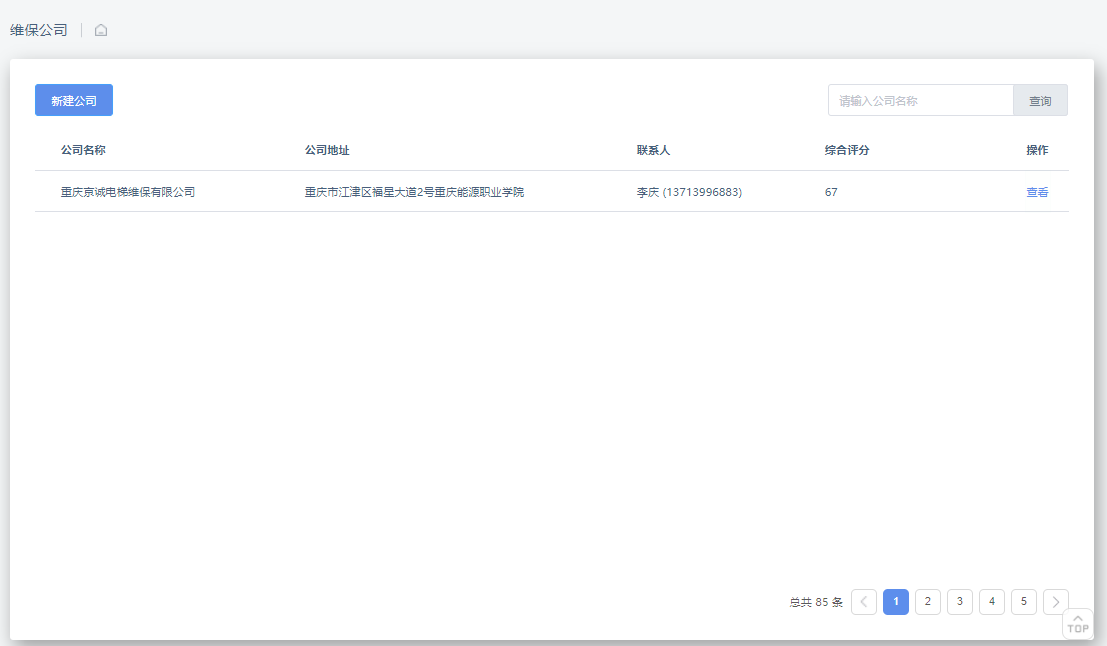 维保公司
新建公司
请输入公司名称 查询
公司名称 公司地址 联系人 综合评分 操作
重庆京诚电梯维保有限公司 重庆市江津区福星大道2号重庆能源职业学院 李庆 (13713996883) 67 查看
总共 85 条 1 2 3 4 5
TOP